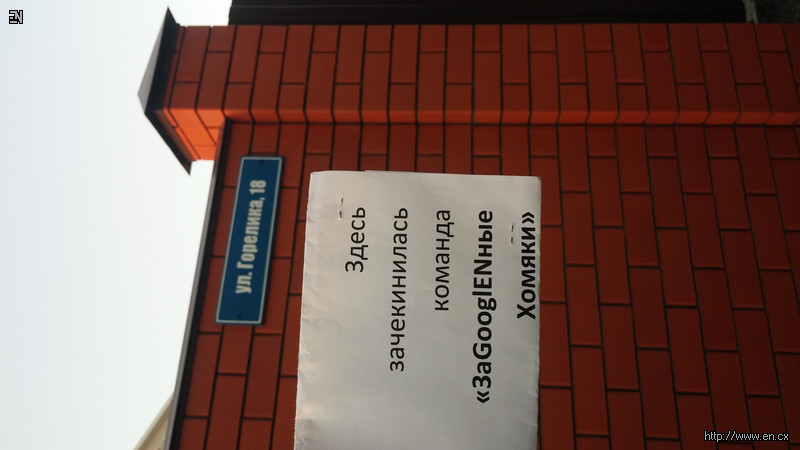 EN
ул. Горелика, 18
Здесь
зачекинилась
команда
«ЗаGooglENные
Хомяки»
http://www.en.cx